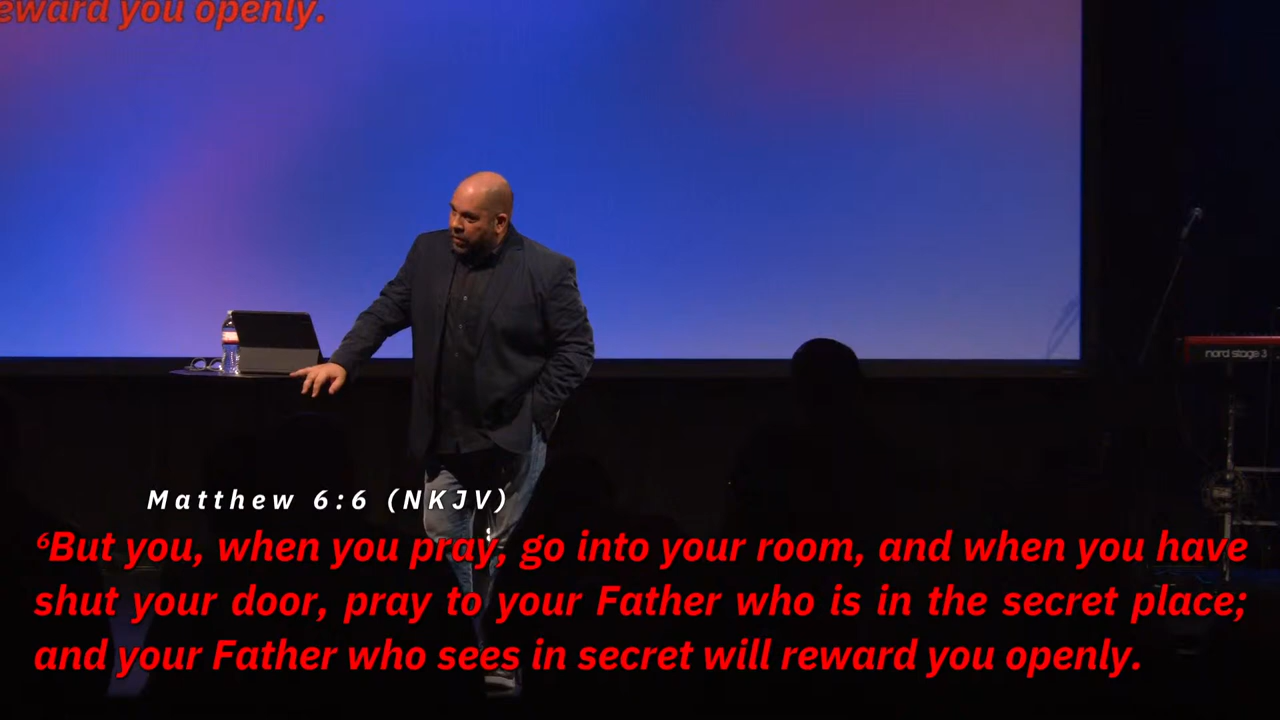 eward you openly.
nord stage 3
Matthew 6:6 (NKJV)
⁶But you, when you pray, go into your room, and when you have
shut your door, pray to your Father who is in the secret place;
and your Father who sees in secret will reward you openly.